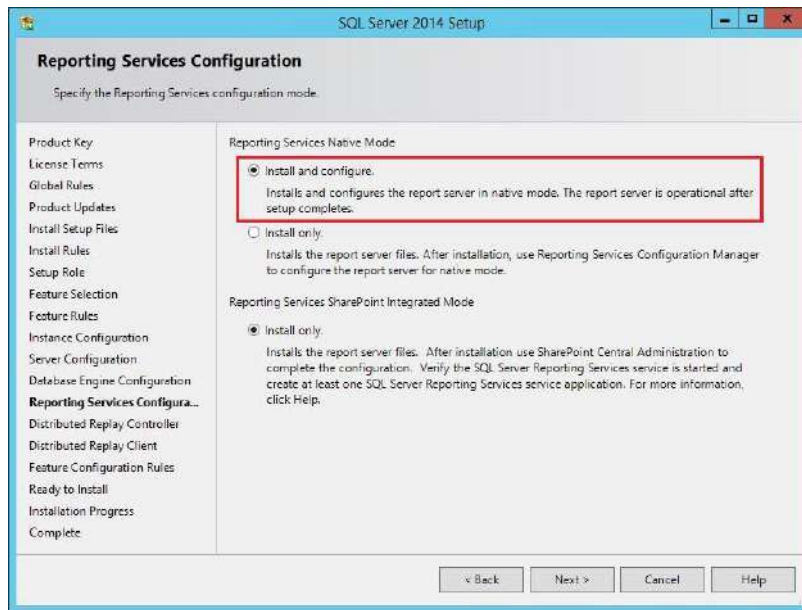 SQL Server 2014 Setup
Reporting Services Configuration
Specify the Reporting Services configuration mode.
Product Key
License Terms
Global Rules
Product Updates
Install Setup Files
Install Rules
Setup Role
Feature Selection
Feature Rules
Instance Configuration
Server Configuration
Database Engine Configuration
Reporting Services Configura...
Distributed Replay Controller
Distributed Replay Client
Feature Configuration Rules
Ready to Install
Installation Progress
Complete
Reporting Services Native Mode
Install and configure.
Installs and configures the report server in native mode. The report server is operational after
setup completes.
Install only.
Installs the report server files. After installation, use Reporting Services Configuration Manager
to configure the report server for native mode.
Reporting Services SharePoint Integrated Mode
Install only.
Installs the report server files. After installation use SharePoint Central Administration to
complete the configuration. Verify the SQL Server Reporting Services service is started and
create at least one SQL Server Reporting Services service application. For more information,
click Help.
< Back
Next >
Cancel
Help